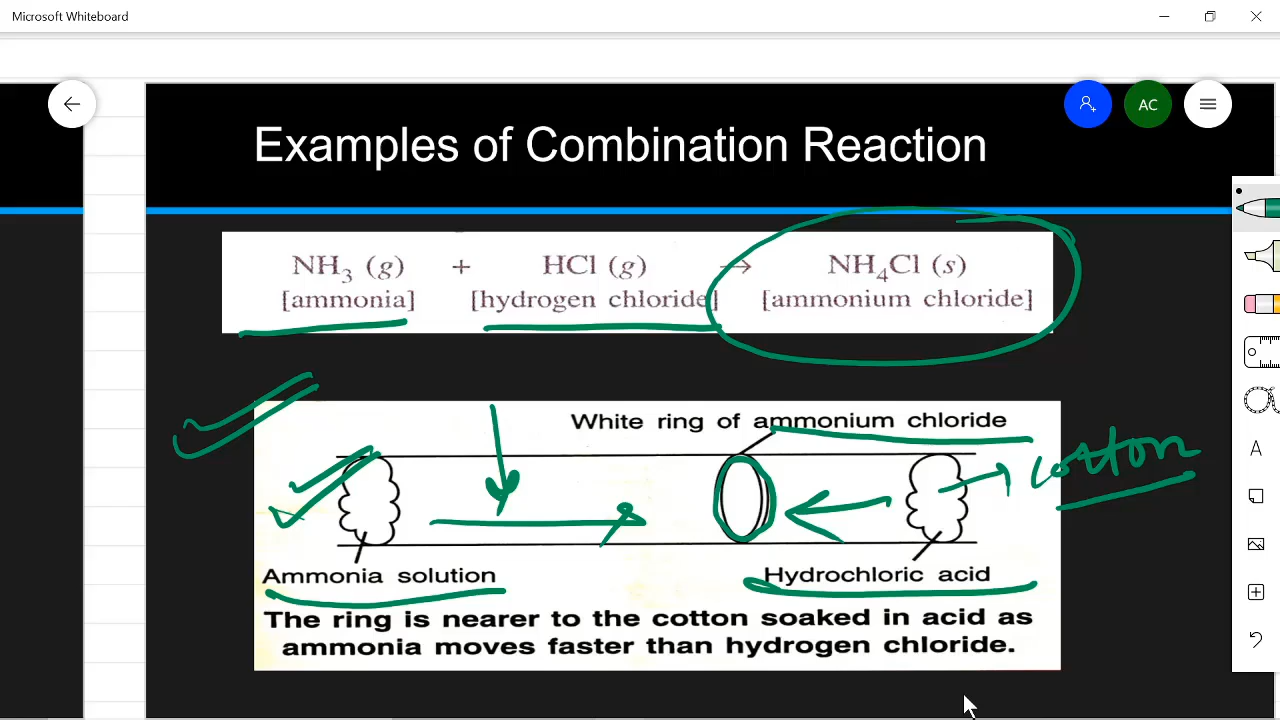 Microsoft Whiteboard
AC
Examples of Combination Reaction
NH₃ (g) + HCl (g) → NH₄Cl (s)
[ammonia] [hydrogen chloride] [ammonium chloride]
White ring of ammonium chloride
cotton
Ammonia solution
Hydrochloric acid
The ring is nearer to the cotton soaked in acid as
ammonia moves faster than hydrogen chloride.
A